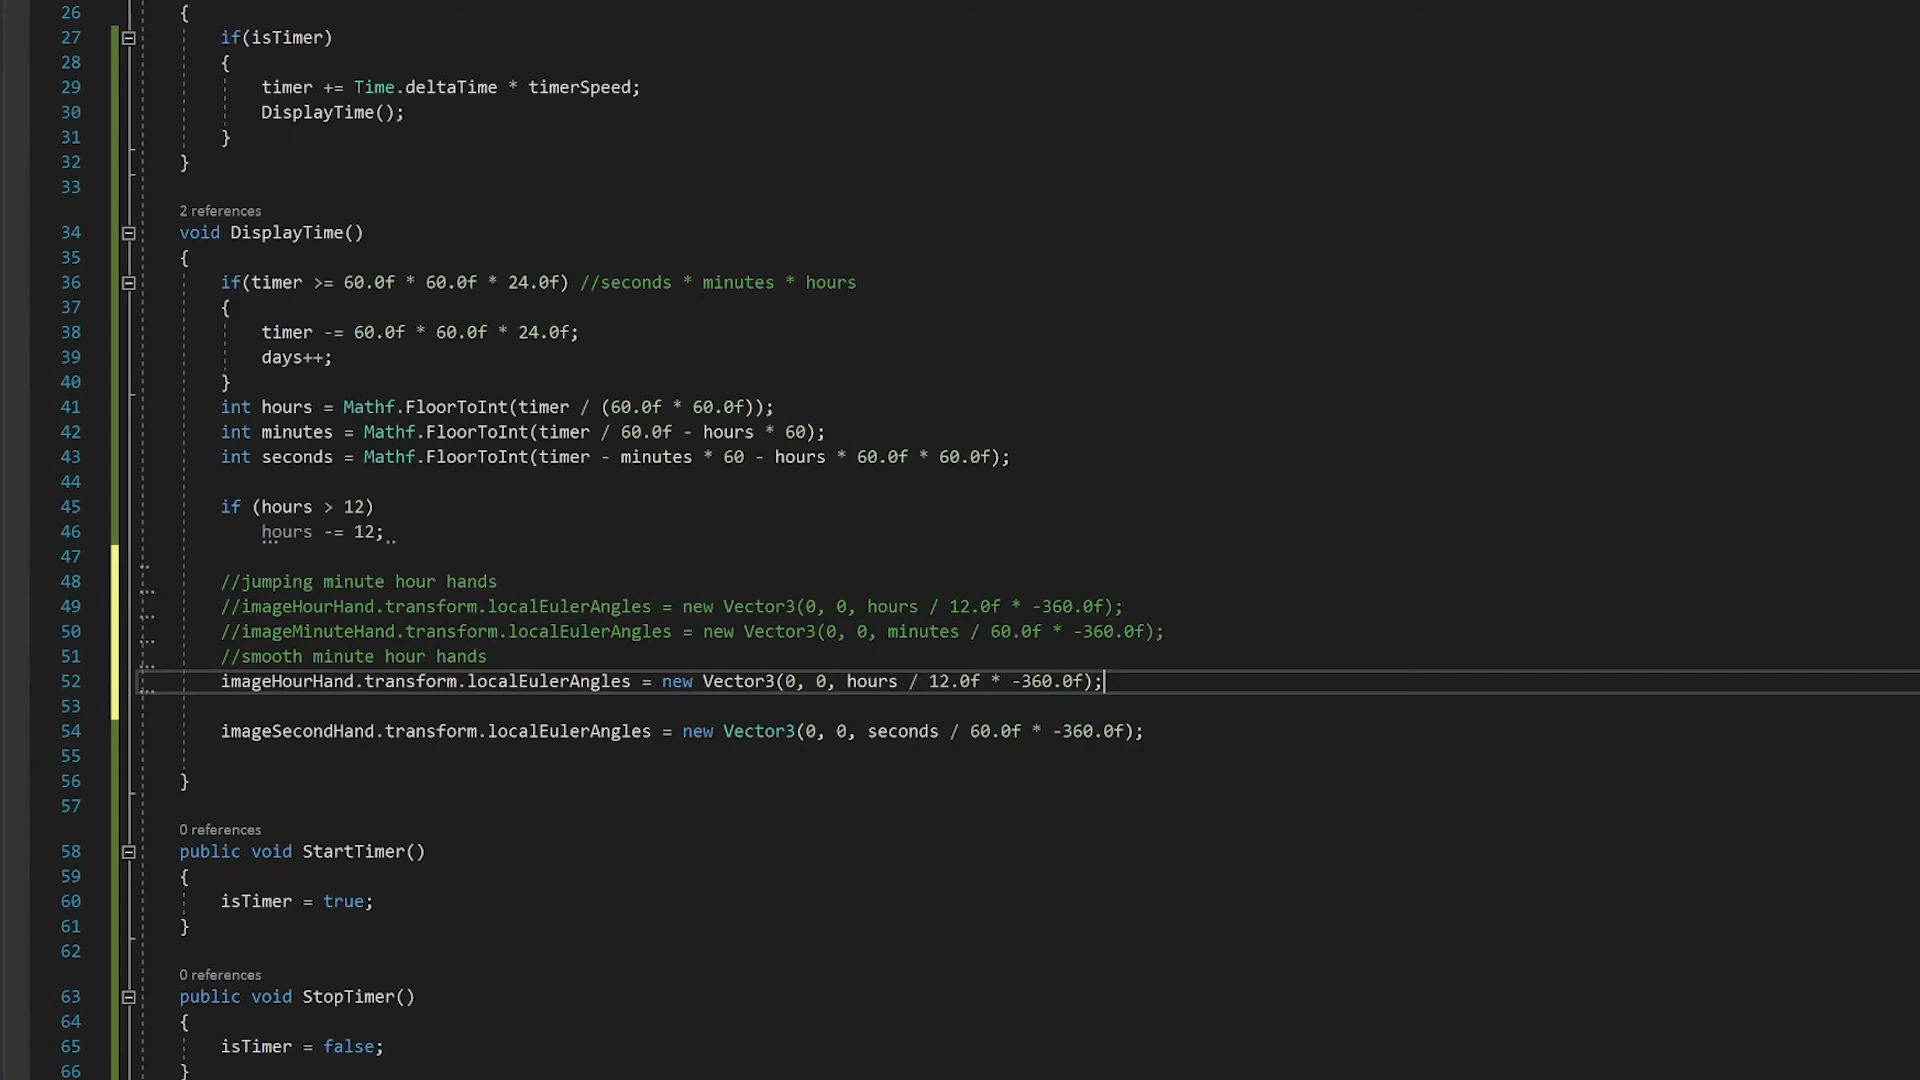 26 {
27 if(isTimer)
28 {
29 timer += Time.deltaTime * timerSpeed;
30 DisplayTime();
31 }
32 }
33
2 references
34 void DisplayTime()
35 {
36 if(timer >= 60.0f * 60.0f * 24.0f) //seconds * minutes * hours
37 {
38 timer -= 60.0f * 60.0f * 24.0f;
39 days++;
40 }
41 int hours = Mathf.FloorToInt(timer / (60.0f * 60.0f));
42 int minutes = Mathf.FloorToInt(timer / 60.0f - hours * 60);
43 int seconds = Mathf.FloorToInt(timer - minutes * 60 - hours * 60.0f * 60.0f);
44
45 if (hours > 12)
46 hours -= 12;
47
48 //jumping minute hour hands
49 //imageHourHand.transform.localEulerAngles = new Vector3(0, 0, hours / 12.0f * -360.0f);
50 //imageMinuteHand.transform.localEulerAngles = new Vector3(0, 0, minutes / 60.0f * -360.0f);
51 //smooth minute hour hands
52 imageHourHand.transform.localEulerAngles = new Vector3(0, 0, hours / 12.0f * -360.0f);
53
54 imageSecondHand.transform.localEulerAngles = new Vector3(0, 0, seconds / 60.0f * -360.0f);
55
56 }
57
0 references
58 public void StartTimer()
59 {
60 isTimer = true;
61 }
62
0 references
63 public void StopTimer()
64 {
65 isTimer = false;
66 }